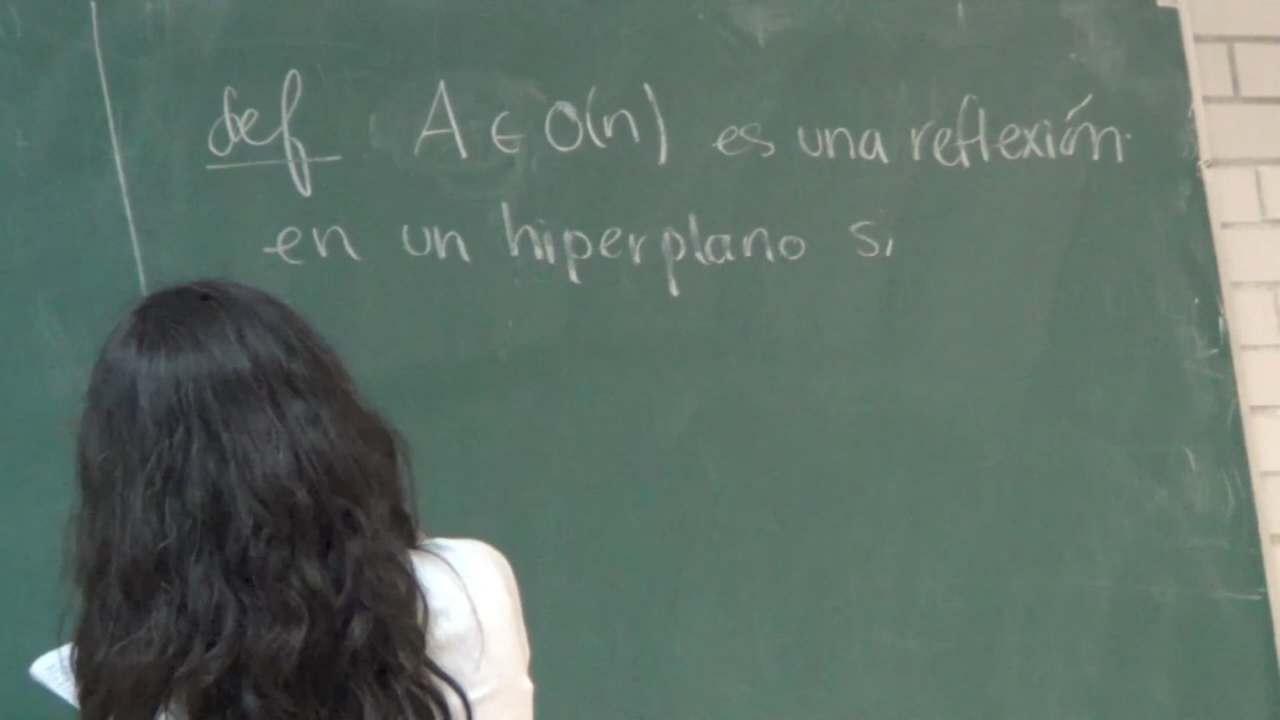 def A ∈ O(n) es una reflexión
en un hiperplano si